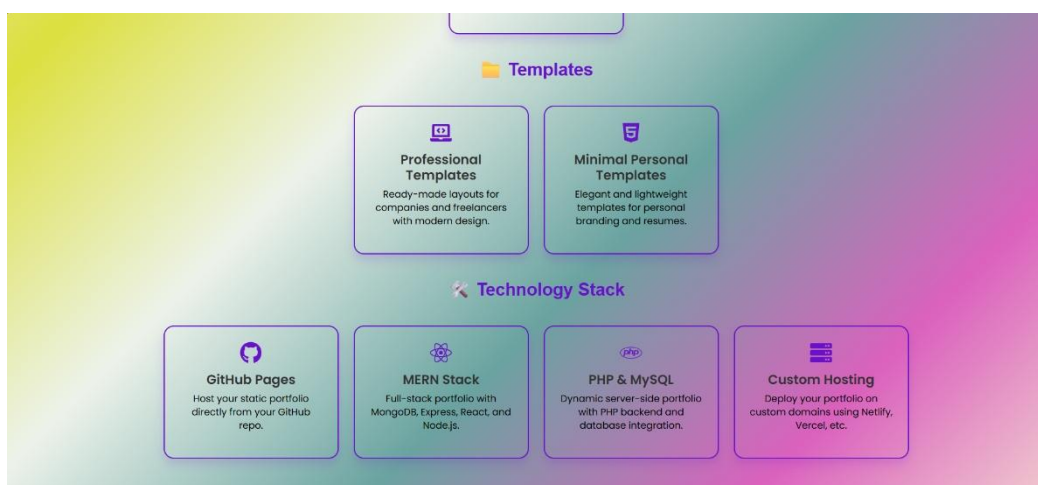 Templates
Professional
Templates
Ready-made layouts for
companies and freelancers
with modern design.
Minimal Personal
Templates
Elegant and lightweight
templates for personal
branding and resumes.
Technology Stack
GitHub Pages
Host your static portfolio
directly from your GitHub
repo.
MERN Stack
Full-stack portfolio with
MongoDB, Express, React, and
Node.js.
php
PHP & MySQL
Dynamic server-side portfolio
with PHP backend and
database integration.
Custom Hosting
Deploy your portfolio on
custom domains using Netlify,
Vercel, etc.